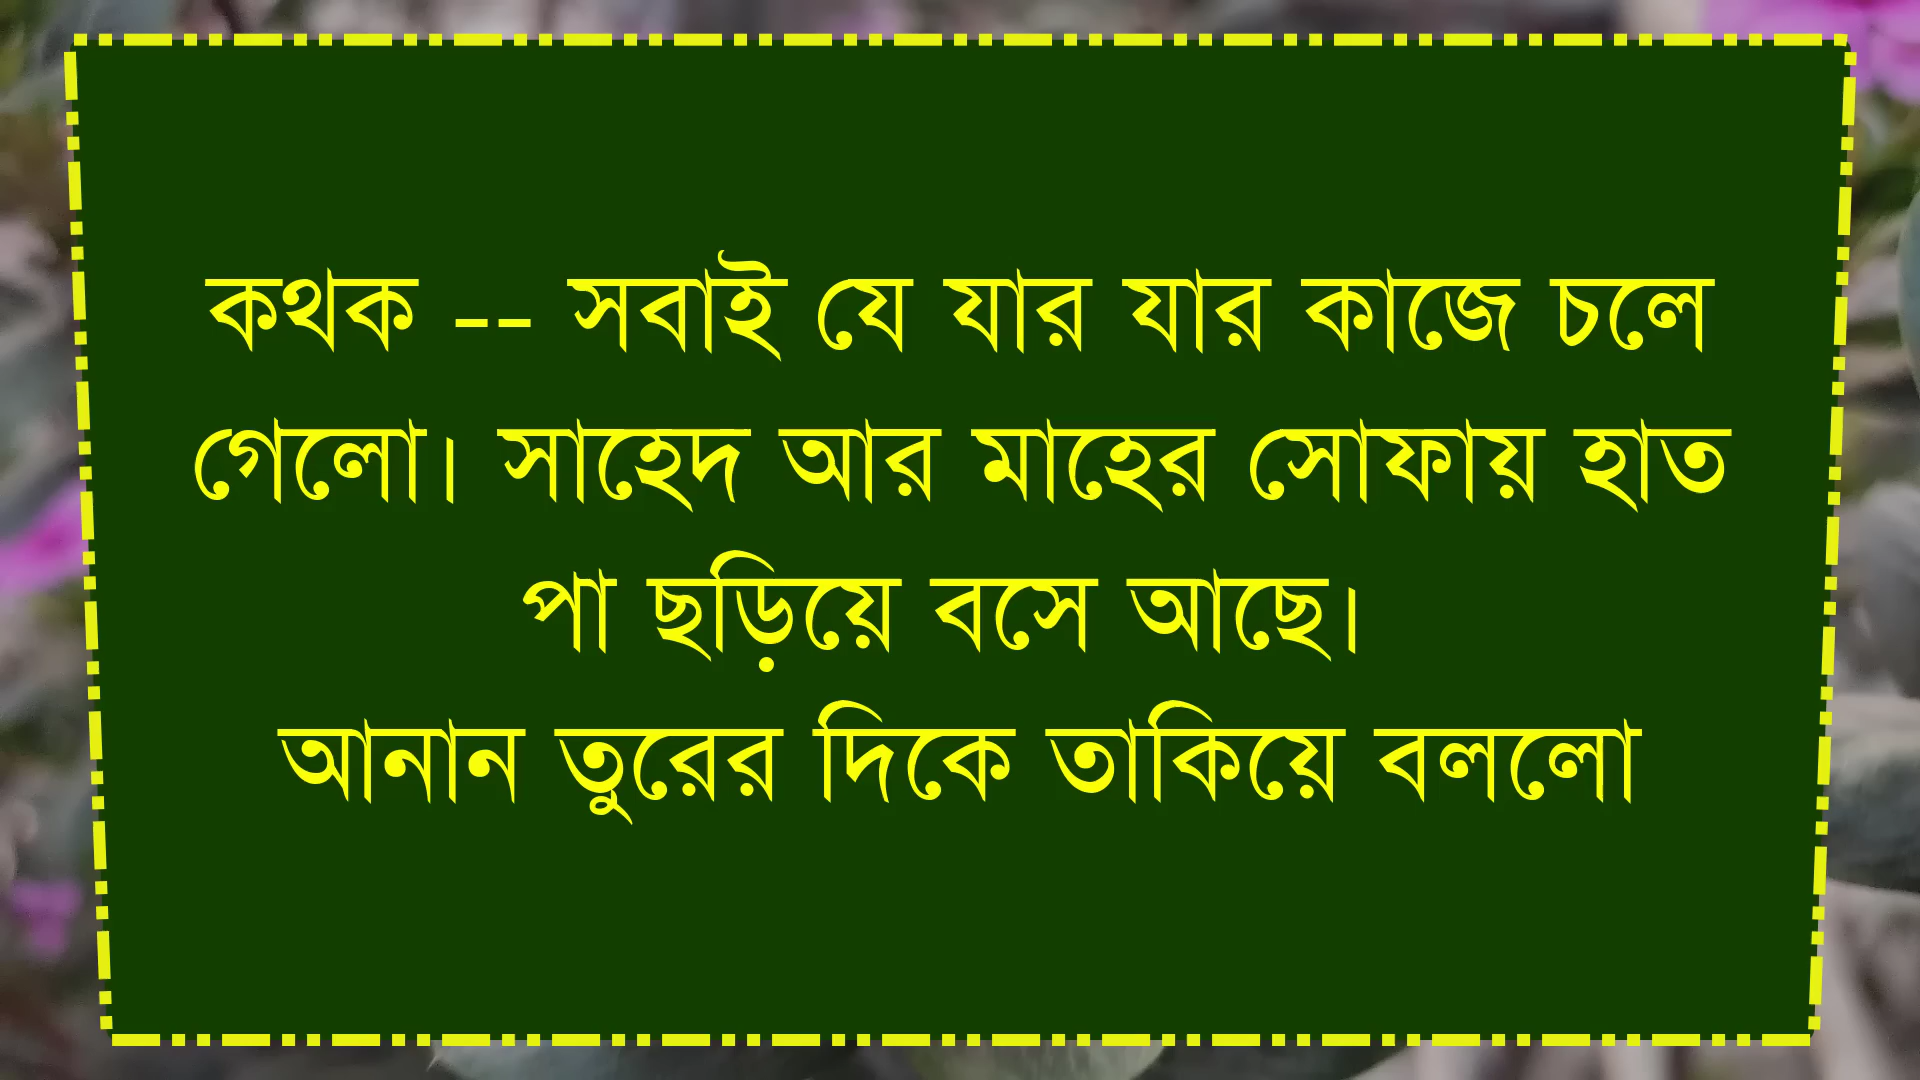 কথক -- সবাই যে যার যার কাজে চলে
গেলো। সাহেদ আর মাহের সোফায় হাত
পা ছড়িয়ে বসে আছে।
আনান তুরের দিকে তাকিয়ে বললো